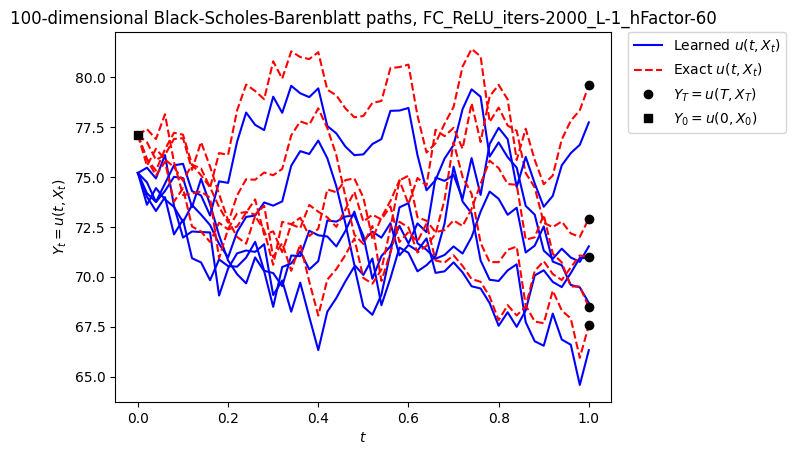 100-dimensional Black-Scholes-Barenblatt paths, FC_ReLU_iters-2000_L-1_hFactor-60
Learned u(t, X_t)
Exact u(t, X_t)
Y_T = u(T, X_T)
Y_0 = u(0, X_0)
Y_t = u(t, X_t)
80.0
77.5
75.0
72.5
70.0
67.5
65.0
0.0 0.2 0.4 0.6 0.8 1.0
t